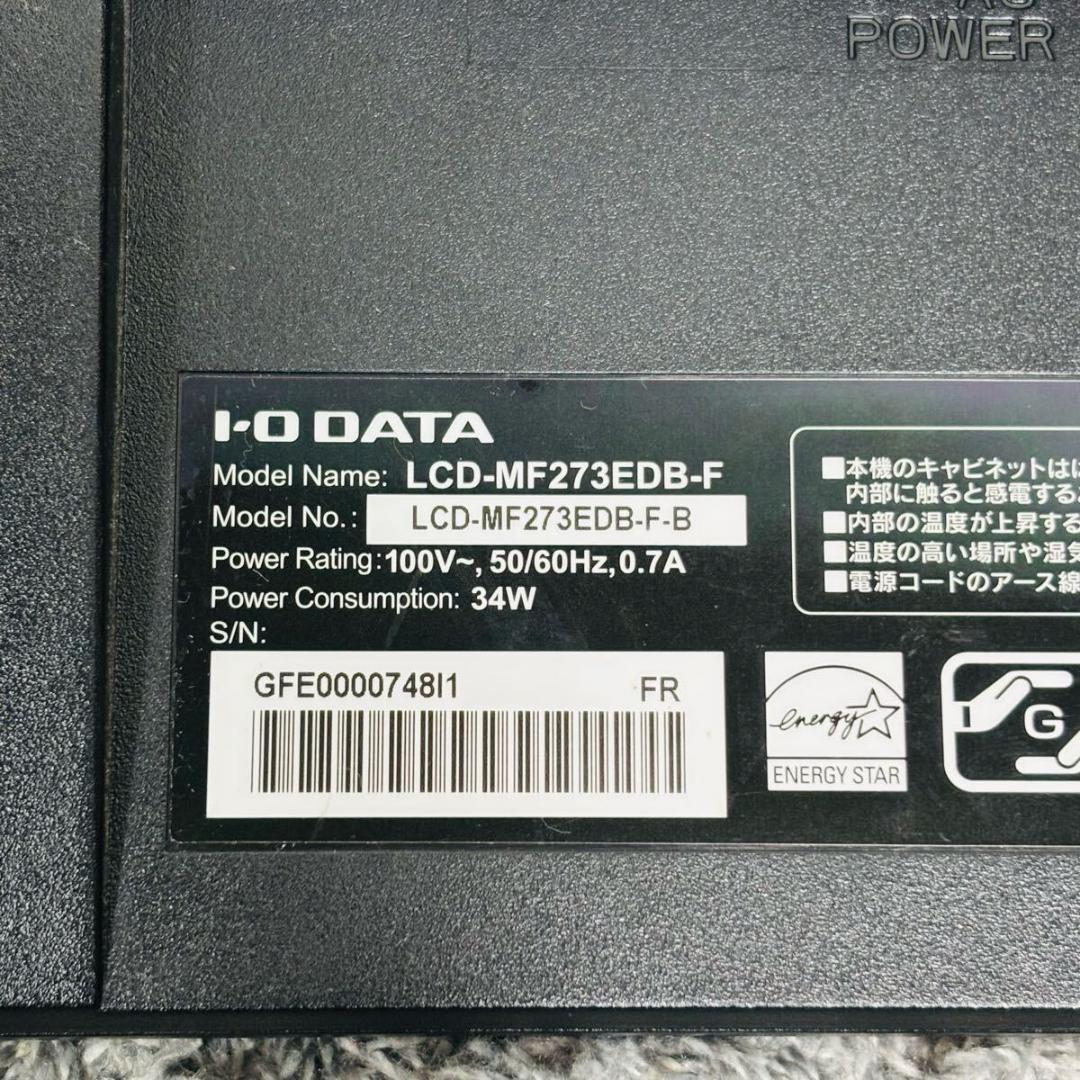 POWER
I-O DATA
Model Name: LCD-MF273EDB-F
Model No.: LCD-MF273EDB-F-B
Power Rating:100V~, 50/60Hz, 0.7A
Power Consumption: 34W
S/N:
GFE0000748I1 FR
■本機のキャビネットは
内部に触ると感電する
■内部の温度が上昇する
■温度の高い場所や湿気
■電源コードのアース線
energy
ENERGY STAR
G